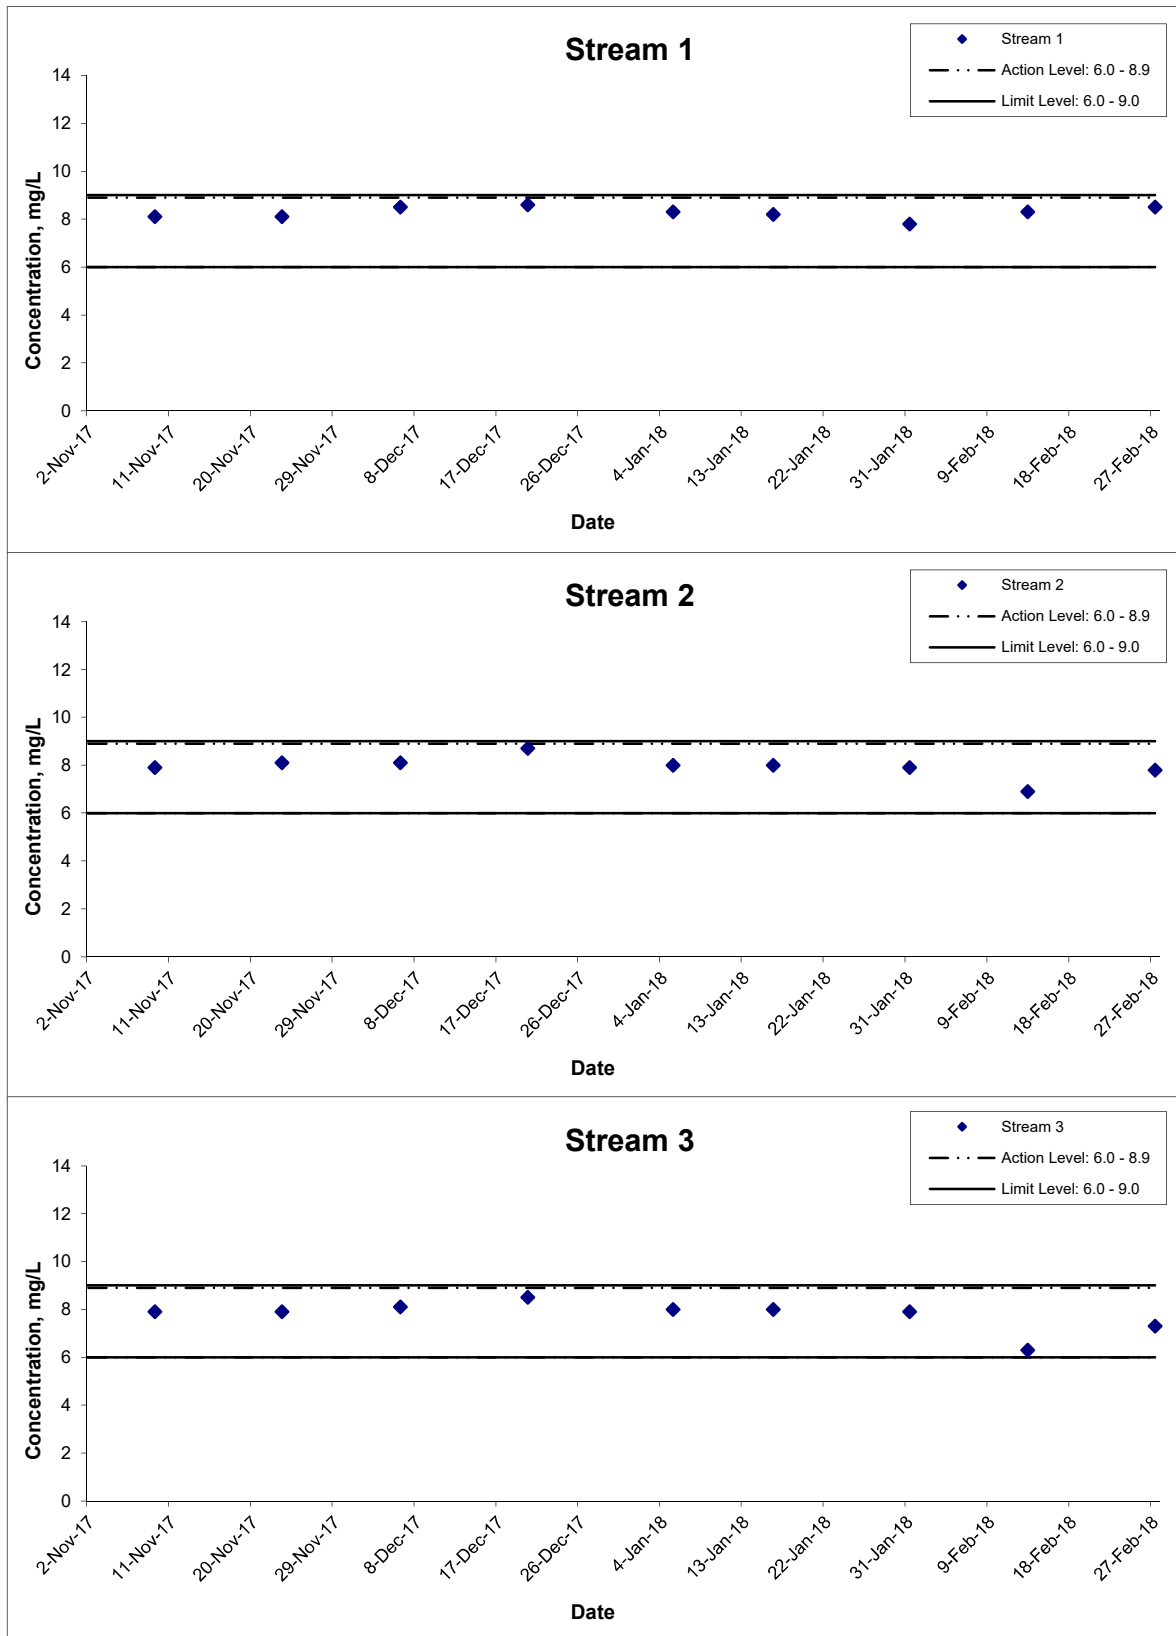 Stream 1
Stream 1
Action Level: 6.0 - 8.9
Limit Level: 6.0 - 9.0
Concentration, mg/L
14
12
10
8
6
4
2
0
2-Nov-17
11-Nov-17
20-Nov-17
29-Nov-17
8-Dec-17
17-Dec-17
26-Dec-17
4-Jan-18
13-Jan-18
22-Jan-18
31-Jan-18
9-Feb-18
18-Feb-18
27-Feb-18
Date
Stream 2
Stream 2
Action Level: 6.0 - 8.9
Limit Level: 6.0 - 9.0
Concentration, mg/L
14
12
10
8
6
4
2
0
2-Nov-17
11-Nov-17
20-Nov-17
29-Nov-17
8-Dec-17
17-Dec-17
26-Dec-17
4-Jan-18
13-Jan-18
22-Jan-18
31-Jan-18
9-Feb-18
18-Feb-18
27-Feb-18
Date
Stream 3
Stream 3
Action Level: 6.0 - 8.9
Limit Level: 6.0 - 9.0
Concentration, mg/L
14
12
10
8
6
4
2
0
2-Nov-17
11-Nov-17
20-Nov-17
29-Nov-17
8-Dec-17
17-Dec-17
26-Dec-17
4-Jan-18
13-Jan-18
22-Jan-18
31-Jan-18
9-Feb-18
18-Feb-18
27-Feb-18
Date